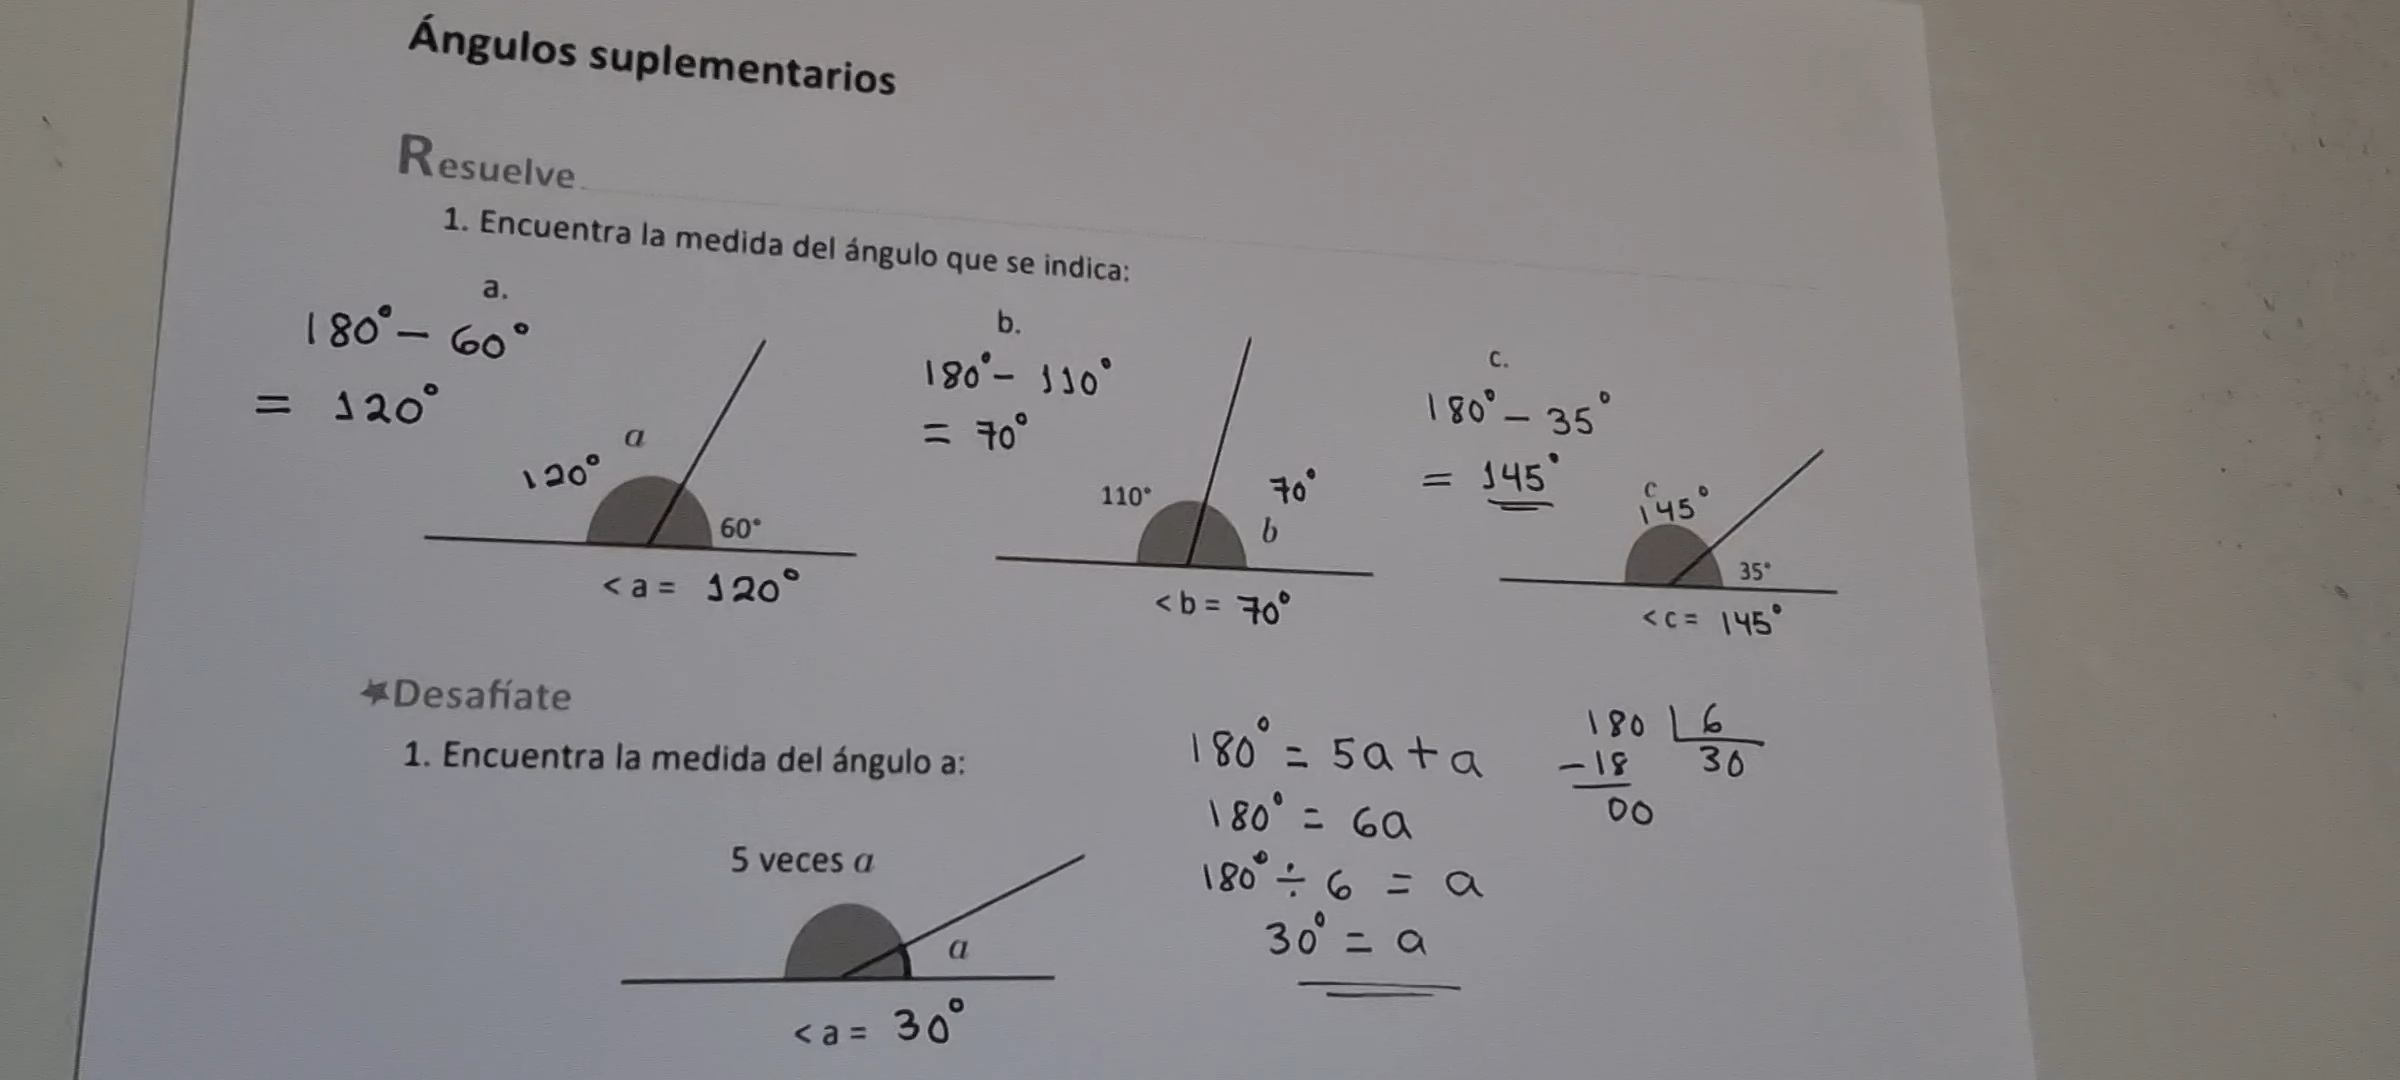 Ángulos suplementarios
Resuelve
1. Encuentra la medida del ángulo que se indica:
a.
180° - 60°
= 120°
a
120°
60°
< a = 120°
b.
180° - 110°
= 70°
110°
70°
b
< b = 70°
c.
180° - 35°
= 145°
c
145°
35°
< c = 145°
Desafíate
1. Encuentra la medida del ángulo a:
5 veces a
a
< a = 30°
180° = 5a + a
180° = 6a
180° ÷ 6 = a
30° = a
180 6
-18 30
00